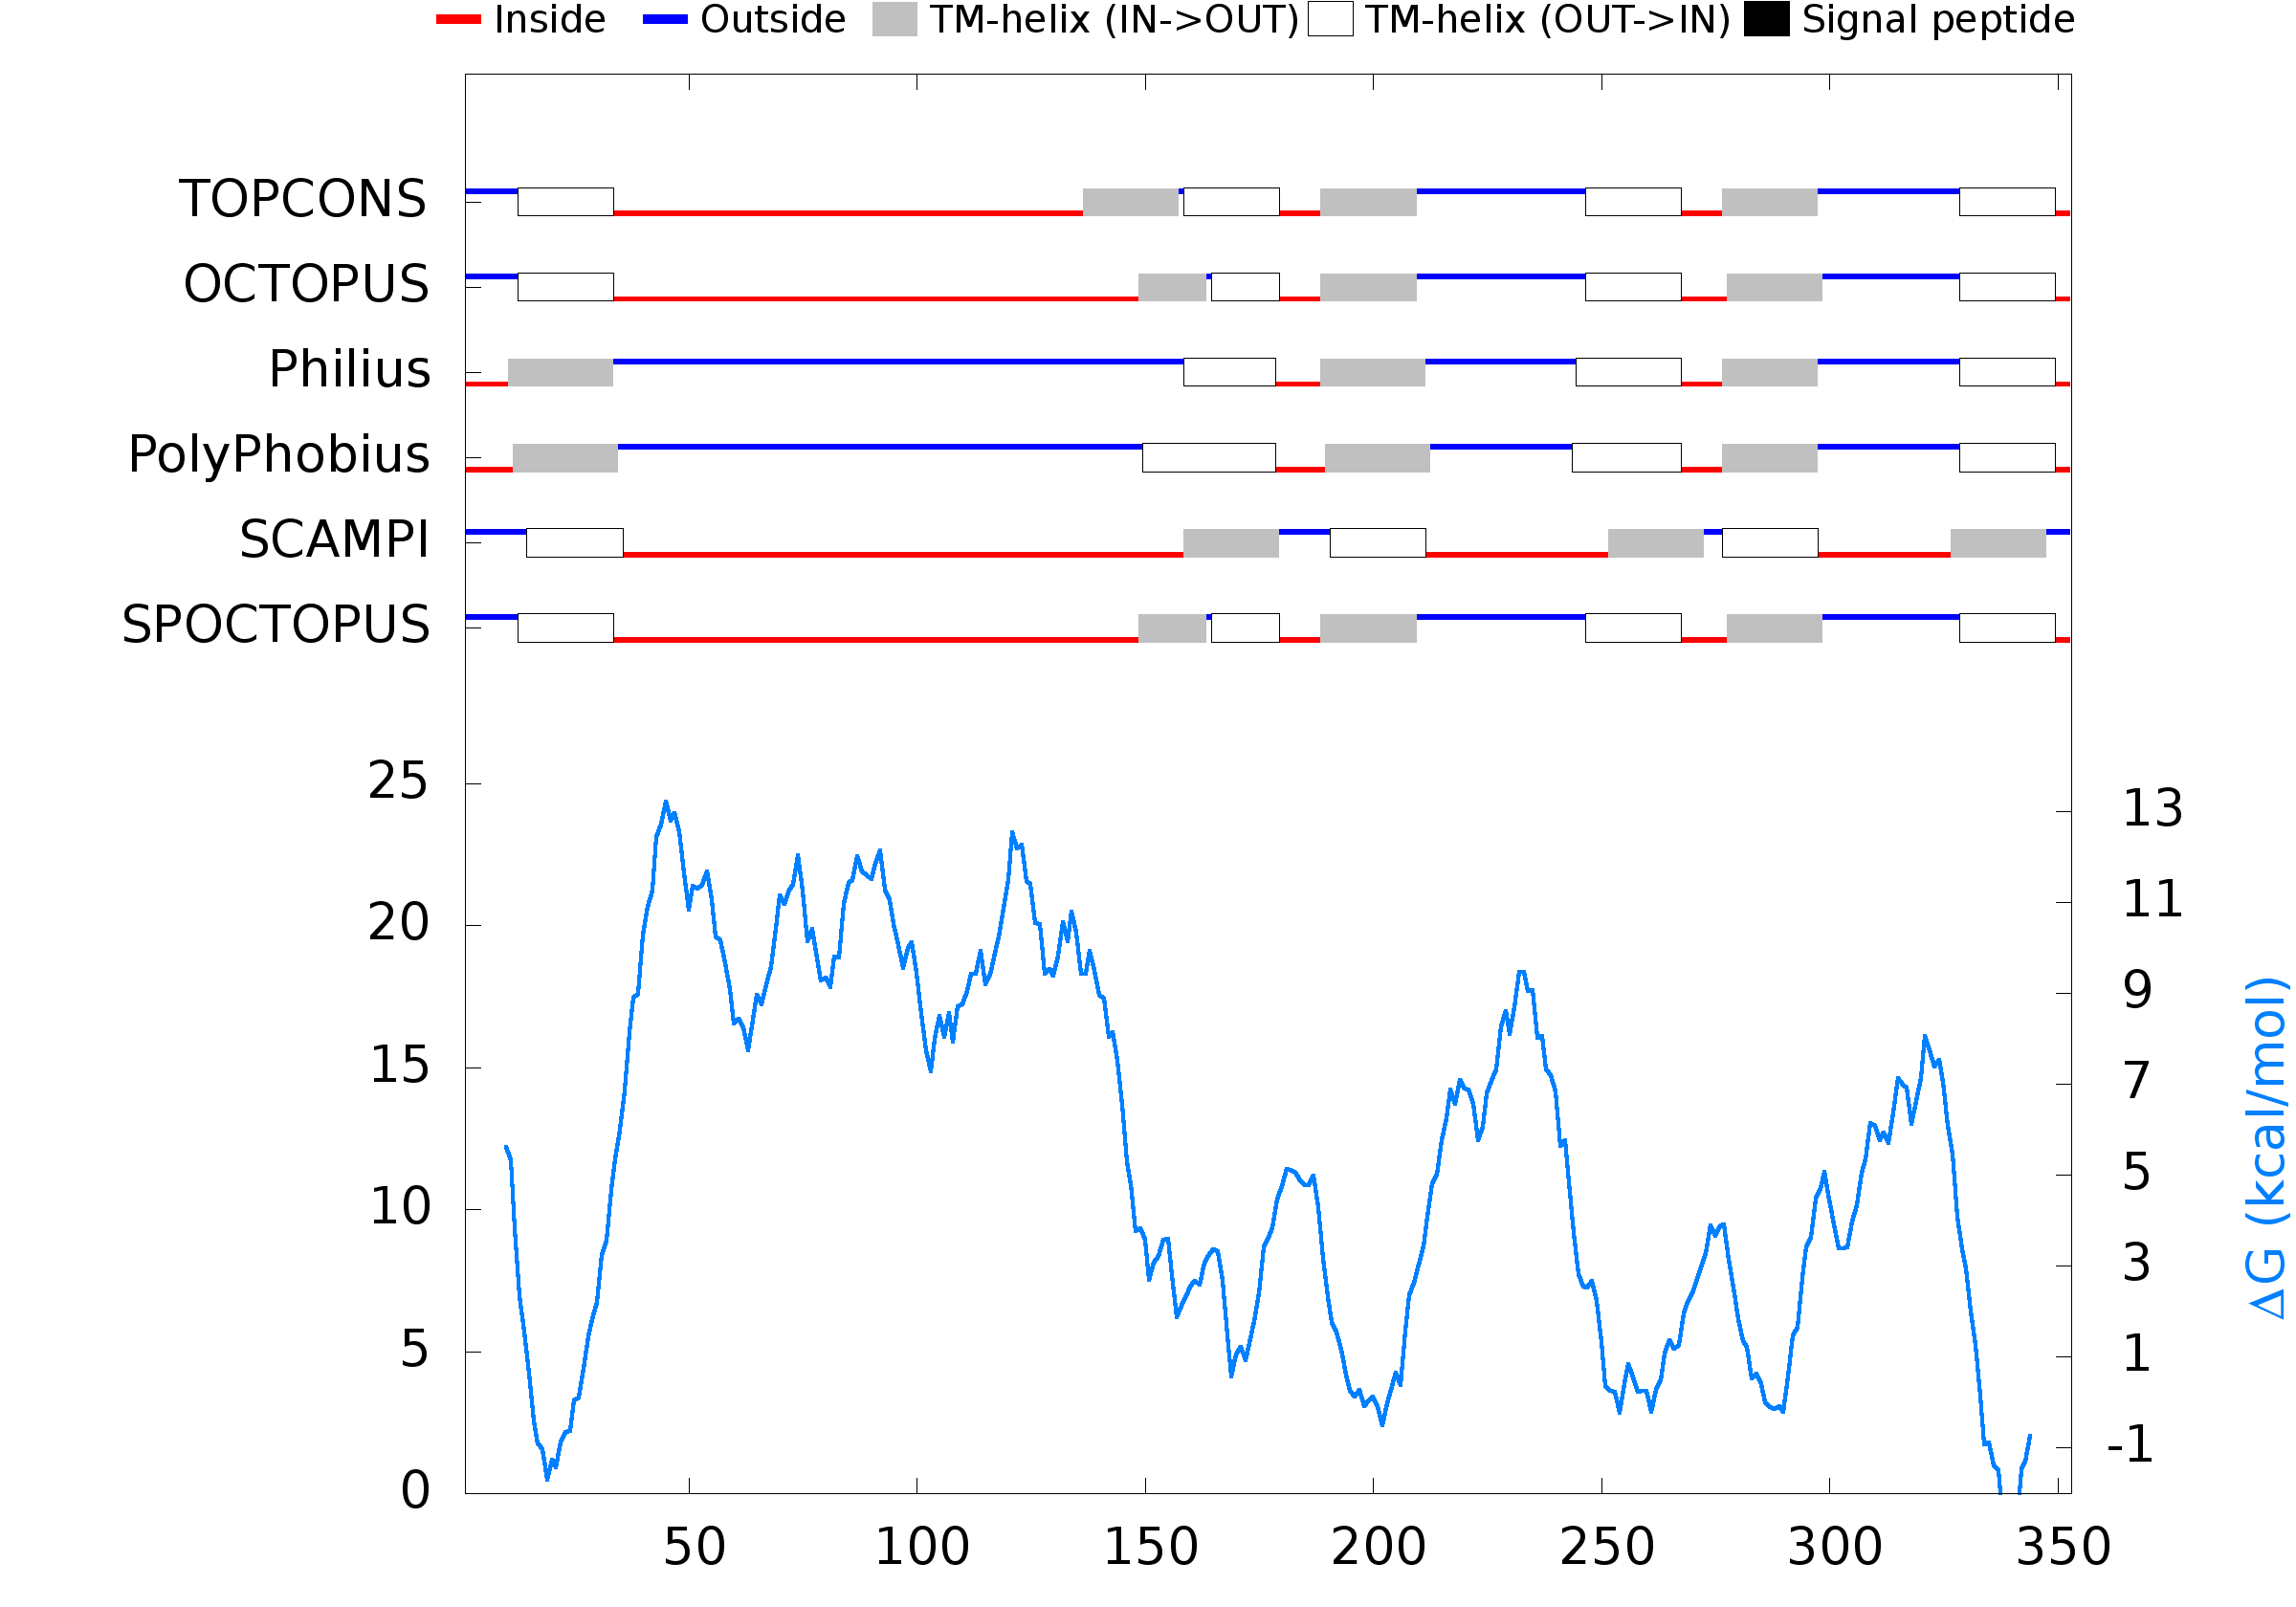 Inside Outside TM-helix (IN->OUT) TM-helix (OUT->IN) Signal peptide
TOPCONS
OCTOPUS
Philius
PolyPhobius
SCAMPI
SPOCTOPUS
25
20
15
10
5
0
13
11
9
7
5
3
1
-1
ΔG (kcal/mol)
50 100 150 200 250 300 350